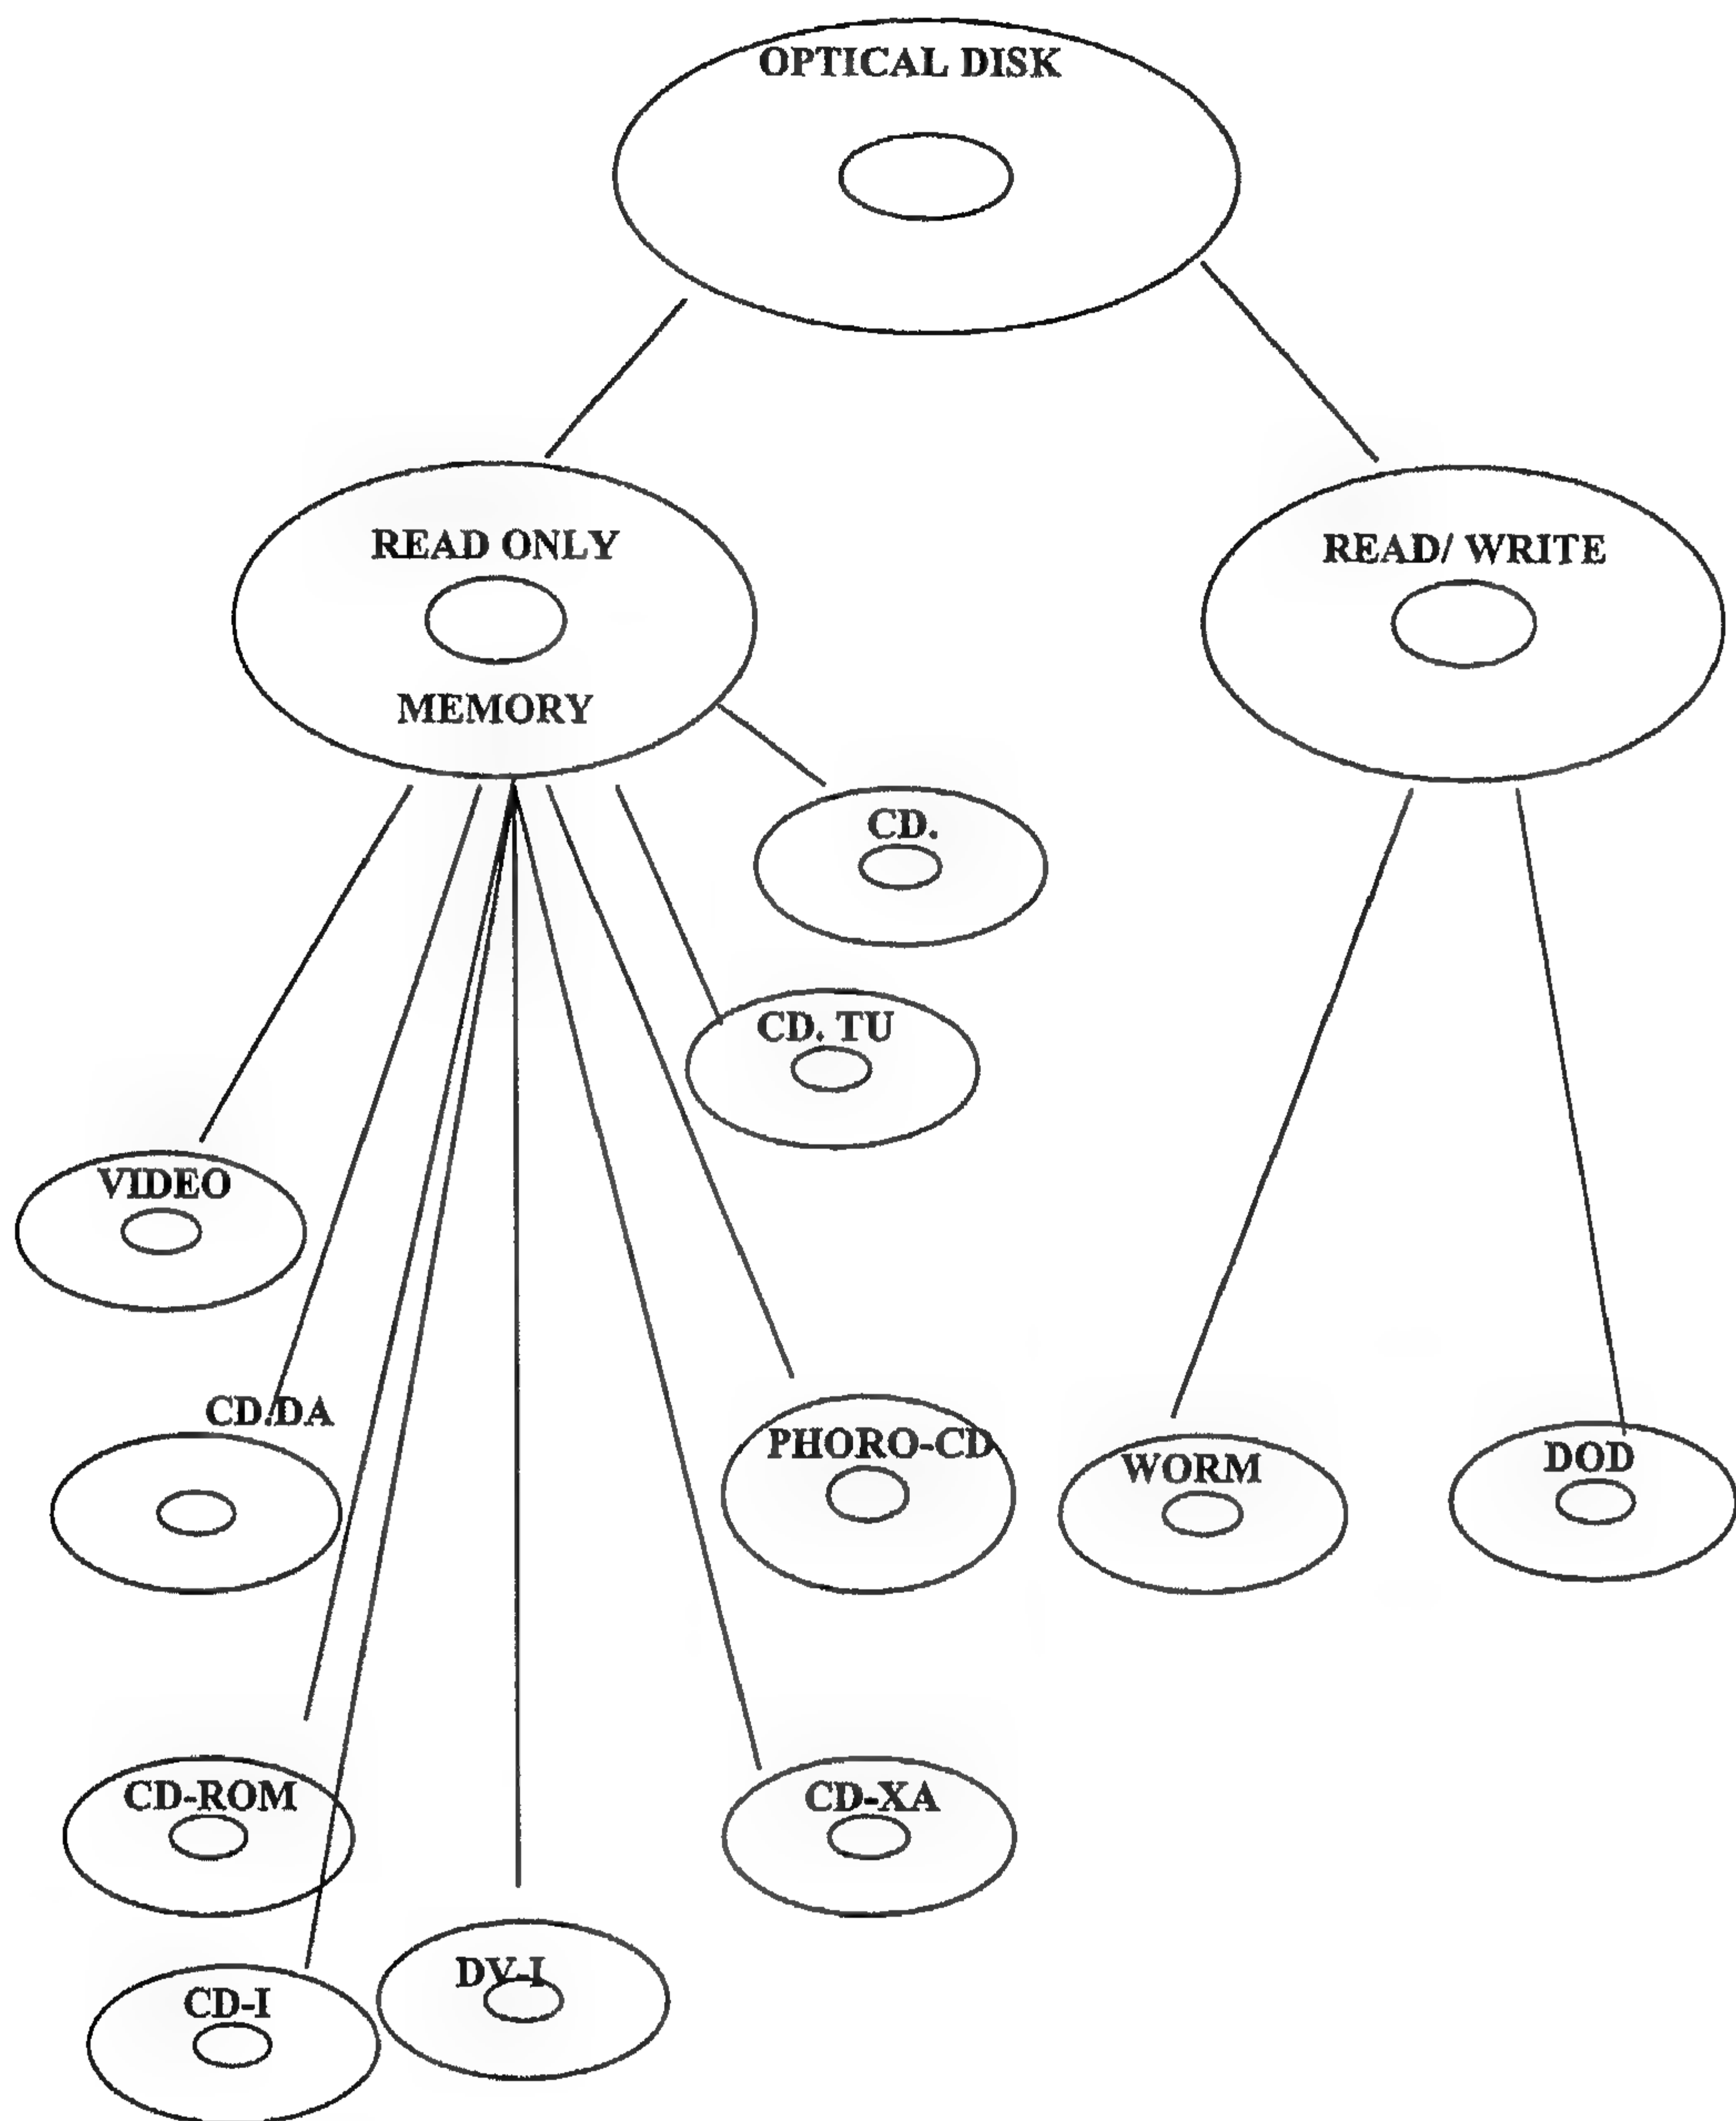 OPTICAL DISK
READ ONLY
MEMORY
READ/ WRITE
CD.
CD. TU
VIDEO
CD.DA
PHORO-CD
WORM
DOD
CD-ROM
CD-XA
DV-I
CD-I